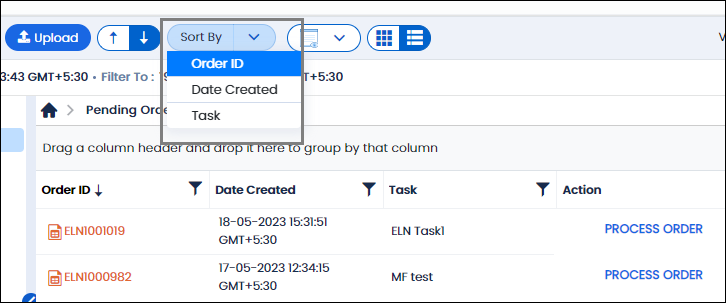 Upload
Sort By
V
Order ID
Date Created
Task
3:43 GMT+5:30 • Filter To :
GMT+5:30
Pending Orde
Drag a column header and drop it here to group by that column
Order ID Date Created Task Action
ELN1001019 18-05-2023 15:31:51 GMT+5:30 ELN Task1 PROCESS ORDER
ELN1000982 17-05-2023 12:34:15 GMT+5:30 MF test PROCESS ORDER